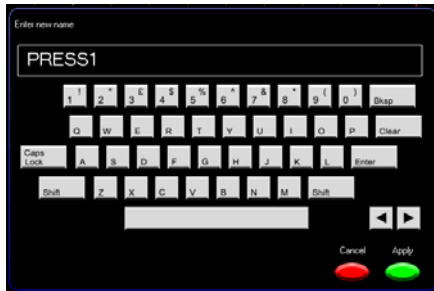 Enter new name
PRESS1
! " £ $ % ^ & * ( )
1 2 3 4 5 6 7 8 9 0 Bksp
Q W E R T Y U I O P Clear
Caps Lock A S D F G H J K L Enter
Shift Z X C V B N M Shift
Cancel Apply